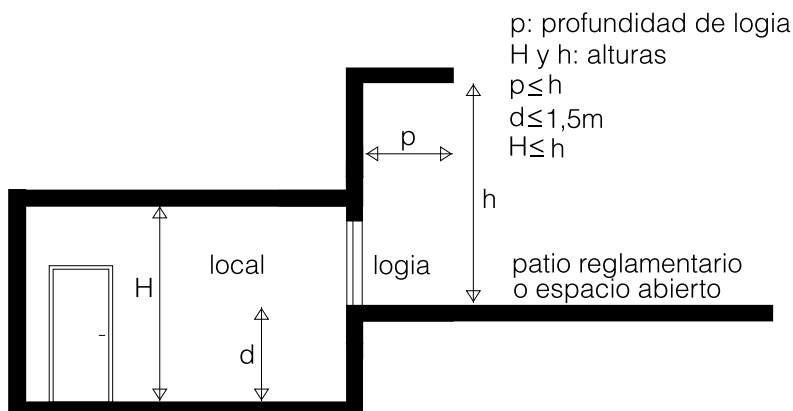 p: profundidad de logia
H y h: alturas
p≤h
d≤1,5m
H≤h
p
h
local
logia
patio reglamentario
o espacio abierto
H
d